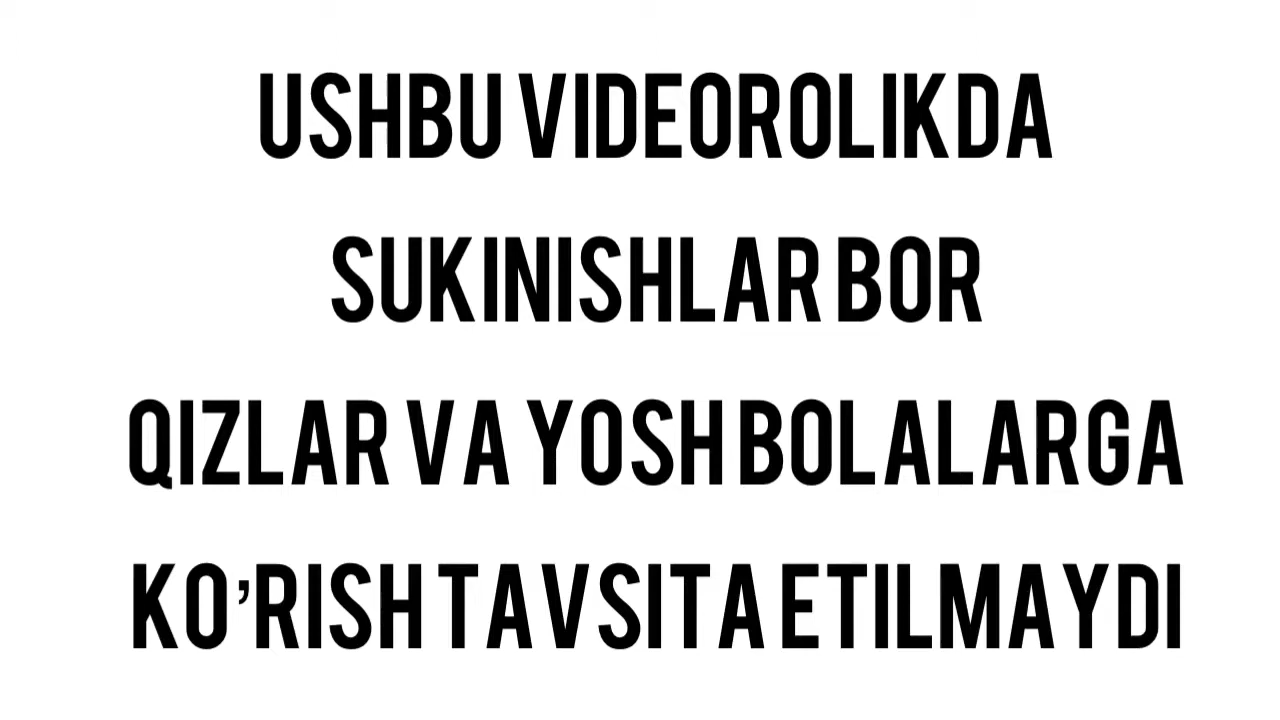 USHBU VIDEOROLIKDA
SUKINISHLAR BOR
QIZLAR VA YOSH BOLALARGA
KO’RISH TAVSITA ETILMAYDI